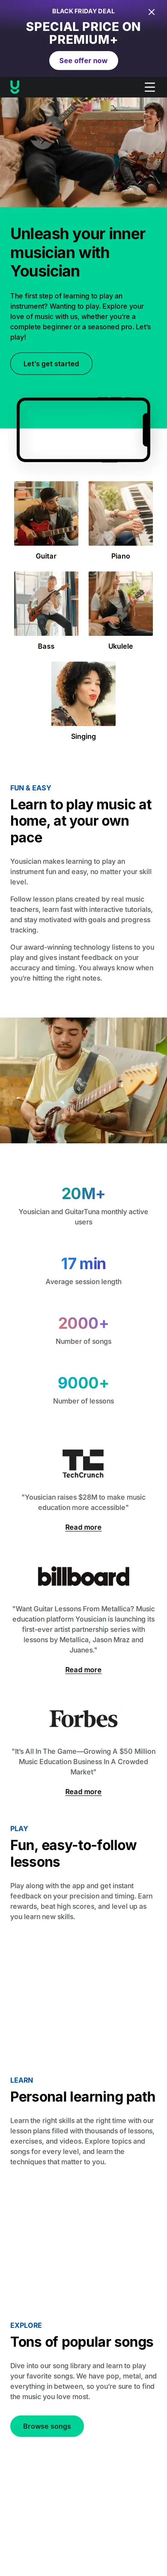 BLACK FRIDAY DEAL
SPECIAL PRICE ON
PREMIUM+
See offer now
Unleash your inner
musician with
Yousician
The first step of learning to play an
instrument? Wanting to play. Explore your
love of music with us, whether you're a
complete beginner or a seasoned pro. Let's
play!
Let's get started
Guitar
Piano
Bass
Ukulele
Singing
FUN & EASY
Learn to play music at
home, at your own
pace
Yousician makes learning to play an
instrument fun and easy, no matter your skill
level.
Follow lesson plans created by real music
teachers, learn fast with interactive tutorials,
and stay motivated with goals and progress
tracking.
Our award-winning technology listens to you
play and gives instant feedback on your
accuracy and timing. You always know when
you're hitting the right notes.
20M+
Yousician and GuitarTuna monthly active
users
17 min
Average session length
2000+
Number of songs
9000+
Number of lessons
TC
TechCrunch
"Yousician raises $28M to make music
education more accessible"
Read more
billboard
"Want Guitar Lessons From Metallica? Music
education platform Yousician is launching its
first-ever artist partnership series with
lessons by Metallica, Jason Mraz and
Juanes."
Read more
Forbes
"It's All In The Game—Growing A $50 Million
Music Education Business In A Crowded
Market"
Read more
PLAY
Fun, easy-to-follow
lessons
Play along with the app and get instant
feedback on your precision and timing. Earn
rewards, beat high scores, and level up as
you learn new skills.
LEARN
Personal learning path
Learn the right skills at the right time with our
lesson plans filled with thousands of lessons,
exercises, and videos. Explore topics and
songs for every level, and learn the
techniques that matter to you.
EXPLORE
Tons of popular songs
Dive into our song library and learn to play
your favorite songs. We have pop, metal, and
everything in between, so you're sure to find
the music you love most.
Browse songs